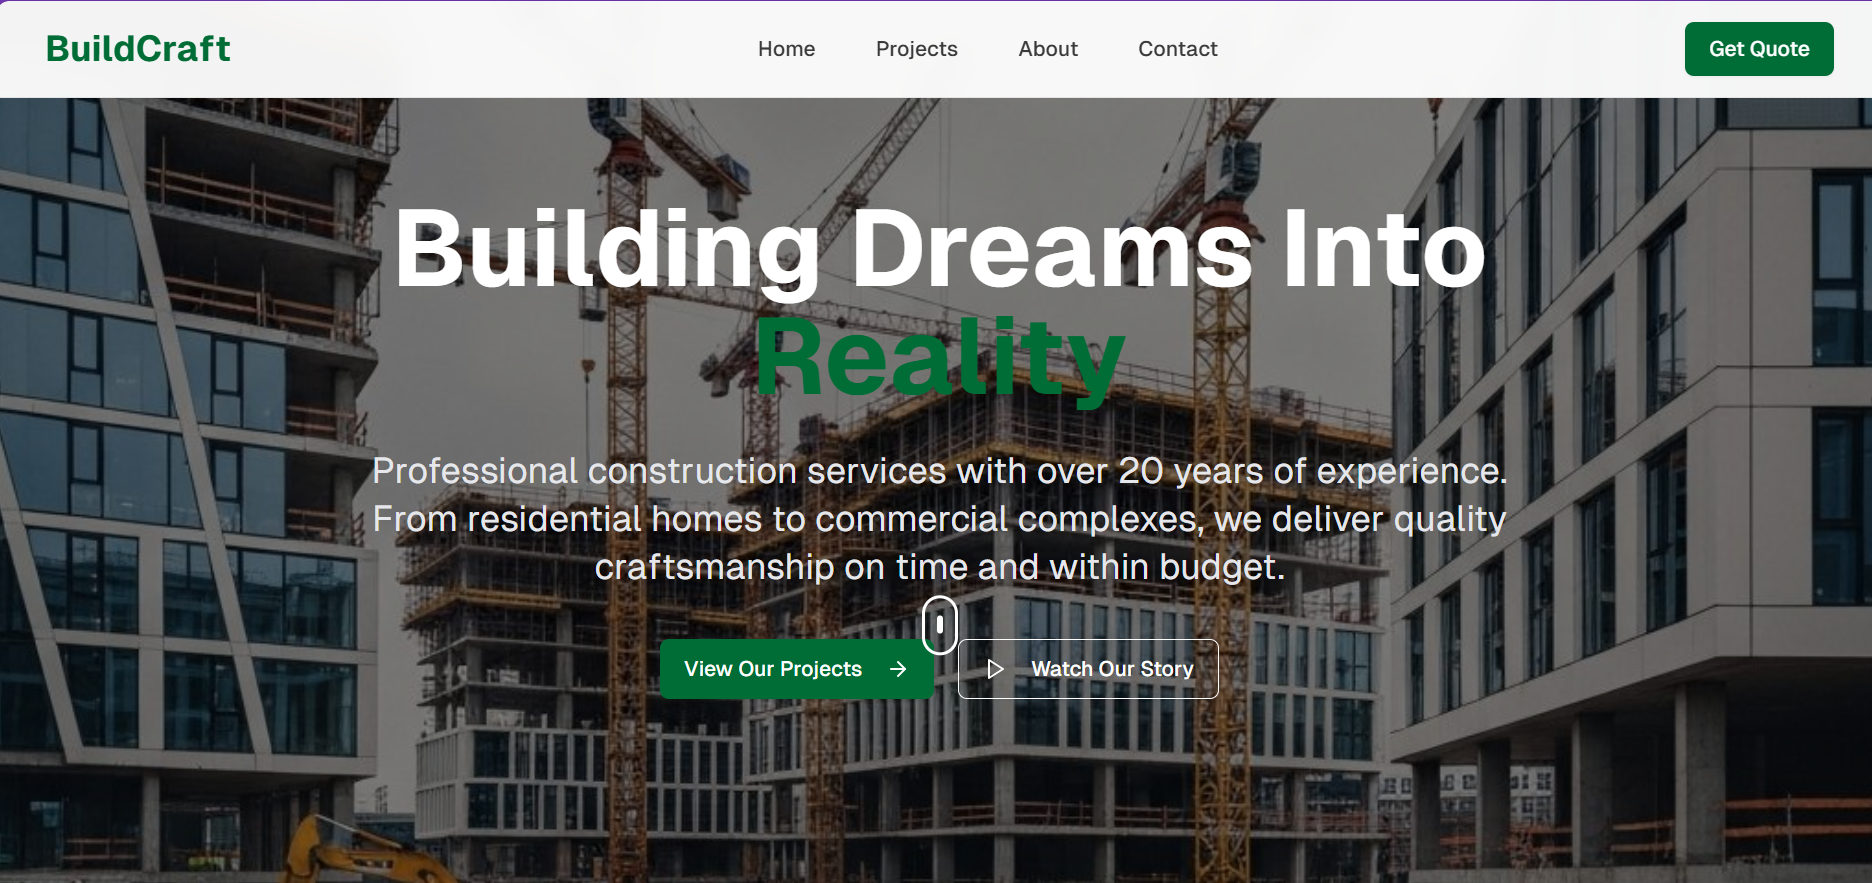 BuildCraft
Home
Projects
About
Contact
Get Quote
Building Dreams Into
Reality
Professional construction services with over 20 years of experience.
From residential homes to commercial complexes, we deliver quality
craftsmanship on time and within budget.
View Our Projects
Watch Our Story